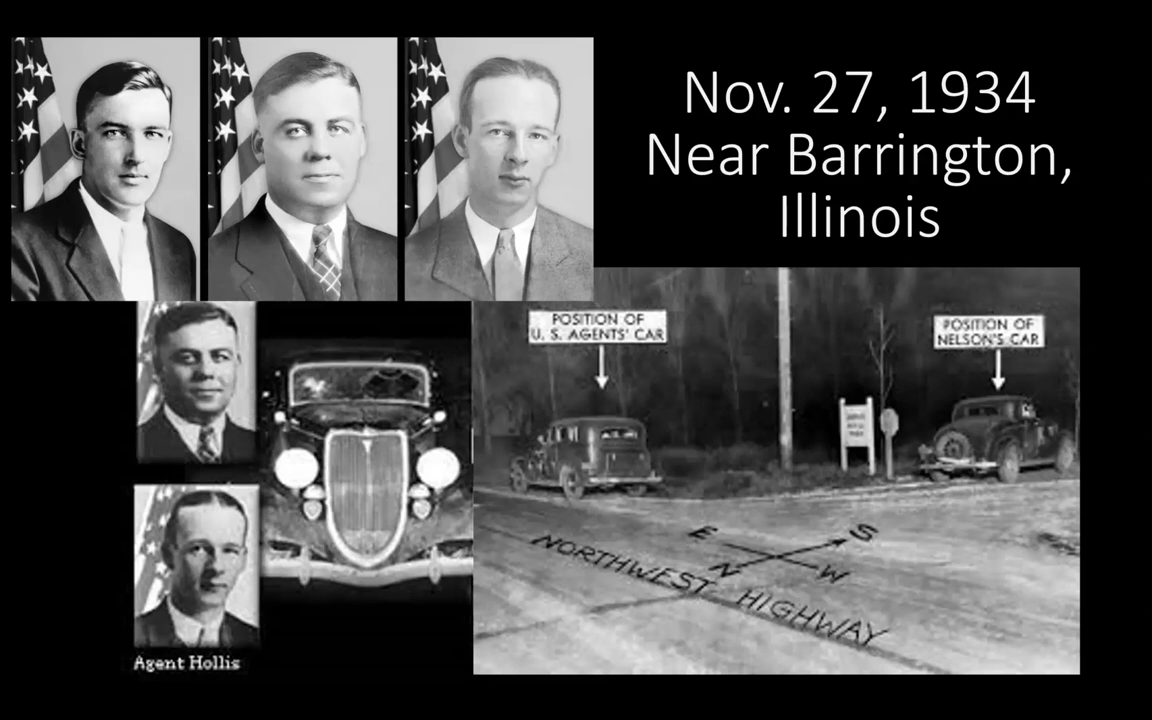 Nov. 27, 1934
Near Barrington,
Illinois
POSITION OF
U. S. AGENTS' CAR
POSITION OF
NELSON'S CAR
E
S
N
W
NORTHWEST HIGHWAY
Agent Hollis